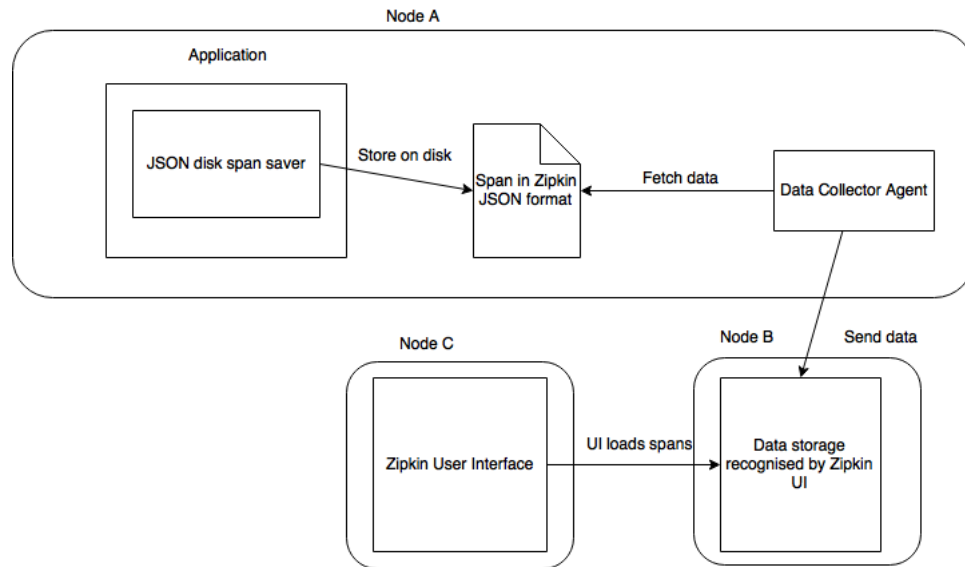 Node A
Application
JSON disk span saver
Store on disk
Span in Zipkin
JSON format
Fetch data
Data Collector Agent
Node C
Node B
Send data
Zipkin User Interface
UI loads spans
Data storage
recognised by Zipkin
UI